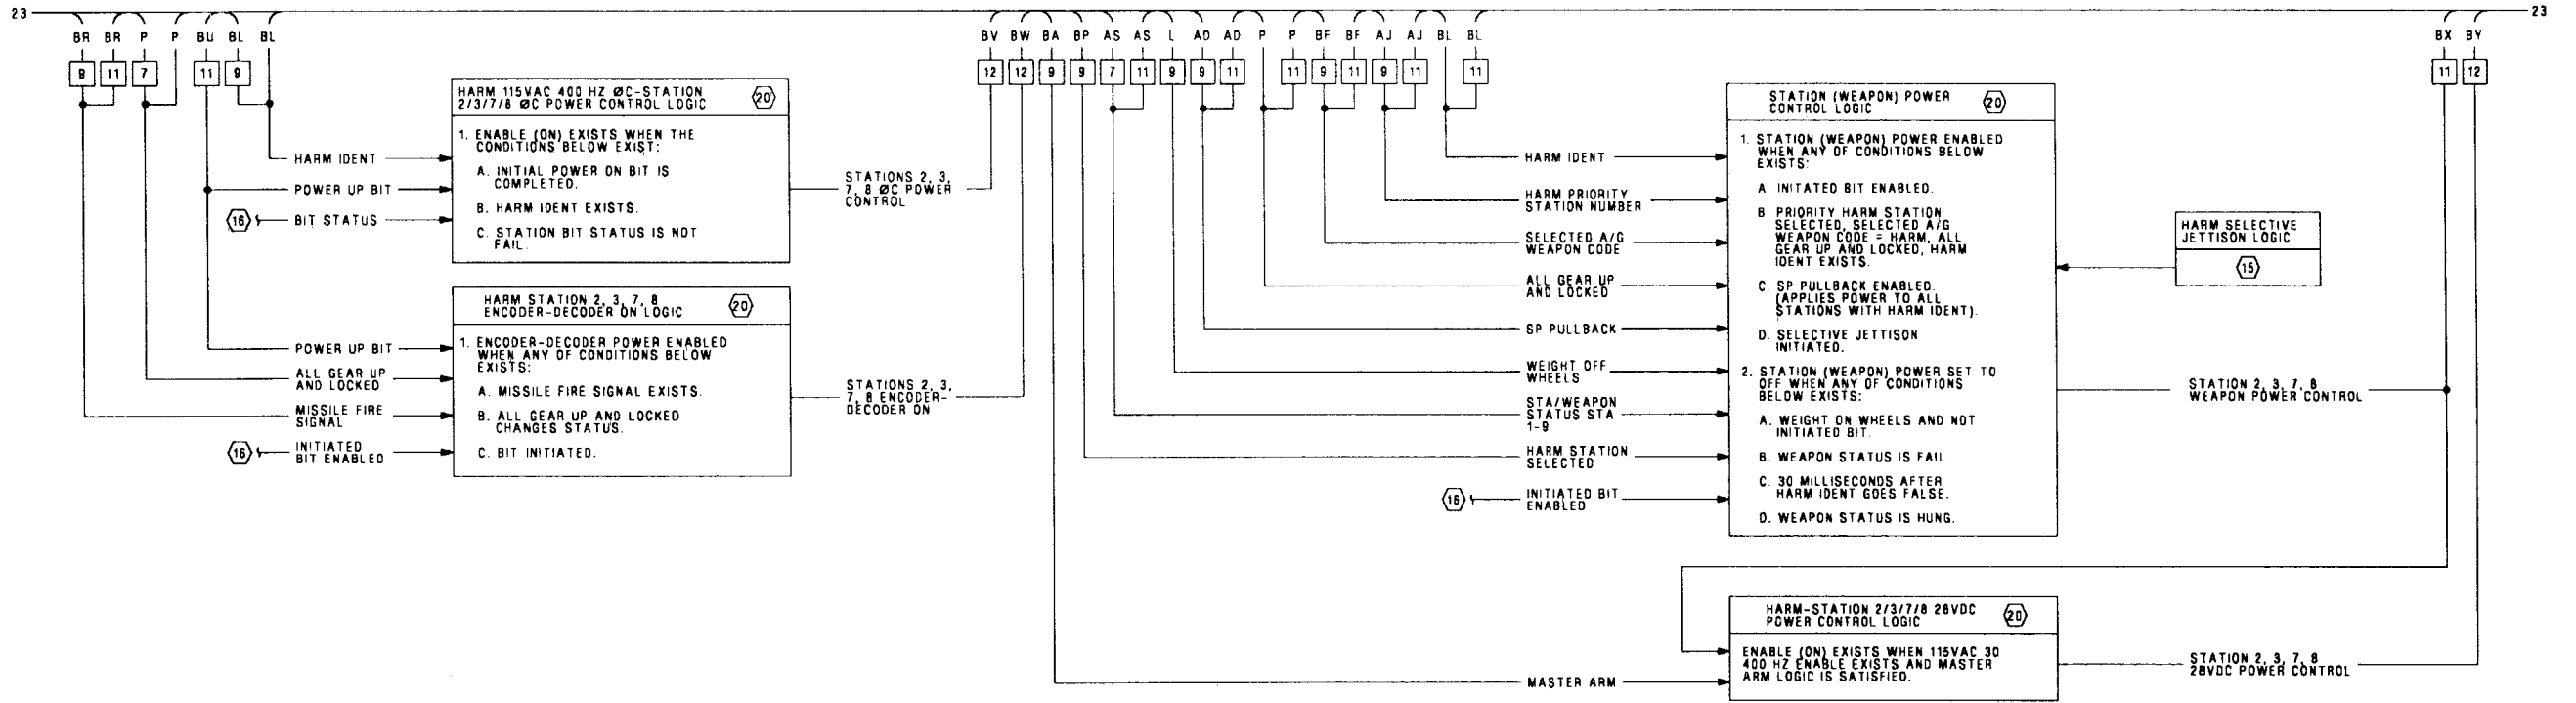 23
23
BR BR P P BU BL BL
BV BW BA BP AS AS L AD AD P P BF BF AJ AJ BL BL
BX BY
9 11 7 11 9
12 12 9 9 7 11 9 9 11 11 9 11 9 11 11
11 12
HARM 115VAC 400 HZ ØC-STATION
2/3/7/8 ØC POWER CONTROL LOGIC
20
1. ENABLE (ON) EXISTS WHEN THE
CONDITIONS BELOW EXIST:
A. INITIAL POWER ON BIT IS
COMPLETED.
B. HARM IDENT EXISTS.
C. STATION BIT STATUS IS NOT
FAIL.
HARM IDENT
POWER UP BIT
16
BIT STATUS
STATIONS 2, 3,
7, 8 ØC POWER
CONTROL
HARM STATION 2, 3, 7, 8
ENCODER-DECODER ON LOGIC
20
1. ENCODER-DECODER POWER ENABLED
WHEN ANY OF CONDITIONS BELOW
EXISTS:
A. MISSILE FIRE SIGNAL EXISTS.
B. ALL GEAR UP AND LOCKED
CHANGES STATUS.
C. BIT INITIATED.
POWER UP BIT
ALL GEAR UP
AND LOCKED
MISSILE FIRE
SIGNAL
16
INITIATED
BIT ENABLED
STATIONS 2, 3,
7, 8 ENCODER-
DECODER ON
HARM IDENT
HARM PRIORITY
STATION NUMBER
SELECTED A/G
WEAPON CODE
ALL GEAR UP
AND LOCKED
SP PULLBACK
WEIGHT OFF
WHEELS
STA/WEAPON
STATUS STA
1-9
HARM STATION
SELECTED
16
INITIATED BIT
ENABLED
STATION (WEAPON) POWER
CONTROL LOGIC
20
1. STATION (WEAPON) POWER ENABLED
WHEN ANY OF CONDITIONS BELOW
EXISTS:
A INITATED BIT ENABLED.
B. PRIORITY HARM STATION
SELECTED, SELECTED A/G
WEAPON CODE = HARM, ALL
GEAR UP AND LOCKED, HARM
IDENT EXISTS.
C. SP PULLBACK ENABLED.
(APPLIES POWER TO ALL
STATIONS WITH HARM IDENT).
D. SELECTIVE JETTISON
INITIATED.
2. STATION (WEAPON) POWER SET TO
OFF WHEN ANY OF CONDITIONS
BELOW EXISTS:
A. WEIGHT ON WHEELS AND NOT
INITIATED BIT.
B. WEAPON STATUS IS FAIL.
C. 30 MILLISECONDS AFTER
HARM IDENT GOES FALSE.
D. WEAPON STATUS IS HUNG.
HARM SELECTIVE
JETTISON LOGIC
15
STATION 2, 3, 7, 8
WEAPON POWER CONTROL
HARM-STATION 2/3/7/8 28VDC
POWER CONTROL LOGIC
20
ENABLE (ON) EXISTS WHEN 115VAC 30
400 HZ ENABLE EXISTS AND MASTER
ARM LOGIC IS SATISFIED.
MASTER ARM
STATION 2, 3, 7, 8
28VDC POWER CONTROL